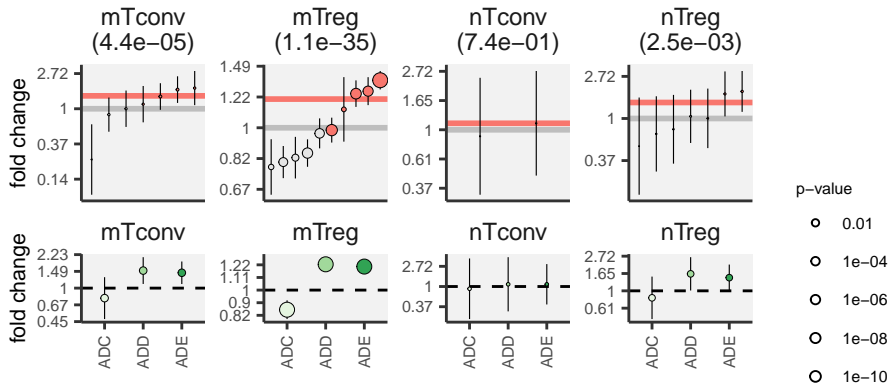 mTconv
(4.4e−05)
mTreg
(1.1e−35)
nTconv
(7.4e−01)
nTreg
(2.5e−03)
fold change
2.72
1
0.37
0.14
1.49
1.22
1
0.82
0.67
2.72
1.65
1
0.61
0.37
2.72
1
0.37
mTconv
mTreg
nTconv
nTreg
fold change
2.23
1.49
1
0.67
0.45
1.22
1.11
1
0.9
0.82
2.72
1
0.37
2.72
1.65
1
0.61
ADC
ADD
ADE
ADC
ADD
ADE
ADC
ADD
ADE
ADC
ADD
ADE
p−value
0.01
1e−04
1e−06
1e−08
1e−10